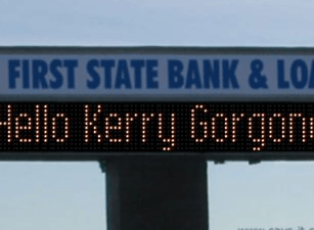 FIRST STATE BANK & LOA
Hello Kerry Gorgone